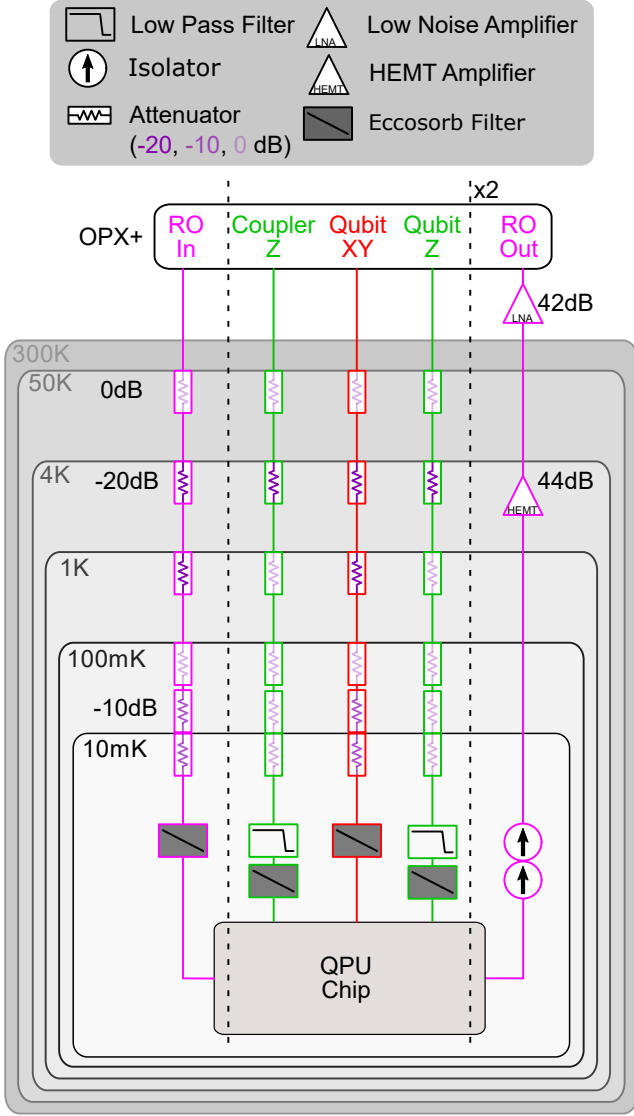 Low Pass Filter
LNA
Low Noise Amplifier
Isolator
HEMT
HEMT Amplifier
Attenuator
(-20, -10, 0 dB)
Eccosorb Filter
x2
OPX+
RO
In
Coupler
Z
Qubit
XY
Qubit
Z
RO
Out
LNA
42dB
300K
50K
0dB
4K
-20dB
HEMT
44dB
1K
100mK
-10dB
10mK
QPU
Chip